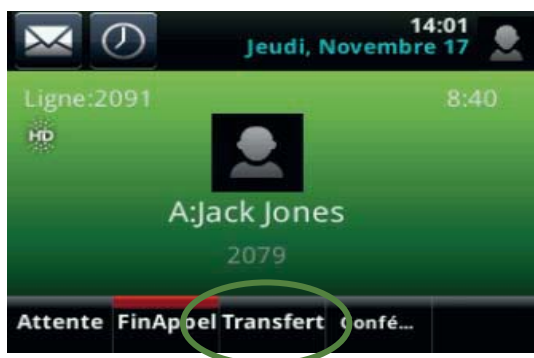 14:01
Jeudi, Novembre 17
Ligne:2091 8:40
HD
A:Jack Jones
2079
Attente FinAppel Transfert Confé...